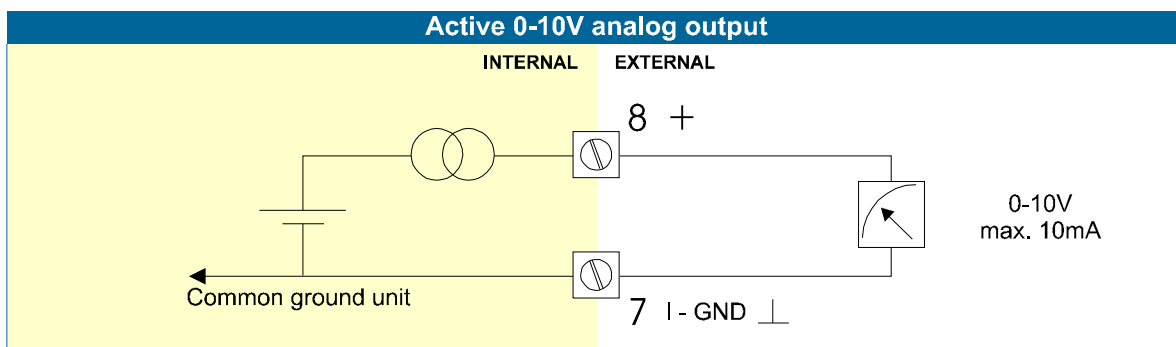 Active 0-10V analog output
INTERNAL EXTERNAL
8 +
0-10V
max. 10mA
Common ground unit
7 I - GND ⊥